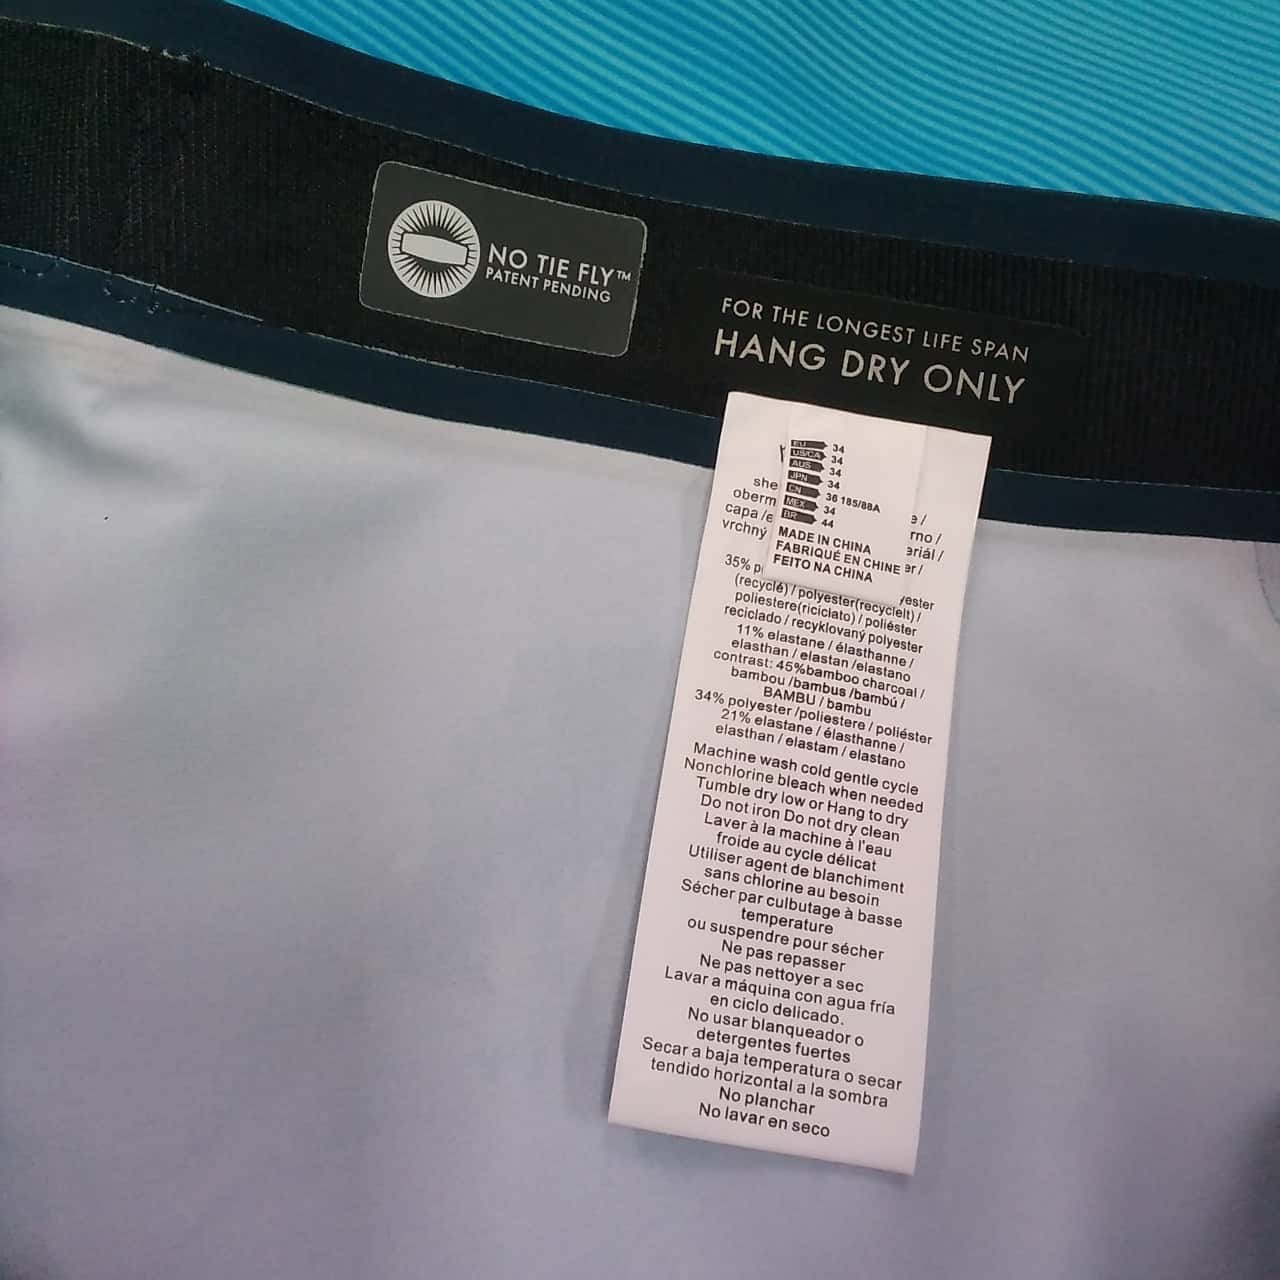 NO TIE FLY™
PATENT PENDING
FOR THE LONGEST LIFE SPAN
HANG DRY ONLY
EU 34
US/CA 34
AUS 34
JPN 34
CN 36 185/88A
MEX 34
BR 44
MADE IN CHINA
FABRIQUÉ EN CHINE
FEITO NA CHINA
capa /
vrchný
35%
(recyclé) / polyester(recycelt) /
poliestere(riciclato) / poliéster
reciclado / recyklovaný polyester
11% elastane / élasthanne /
elasthan / elastan /elastano
contrast: 45%bamboo charcoal /
bambou /bambus /bambú /
BAMBU / bambu
34% polyester /poliestere / poliéster
21% elastane / élasthanne /
elasthan / elastam / elastano
Machine wash cold gentle cycle
Nonchlorine bleach when needed
Tumble dry low or Hang to dry
Do not iron Do not dry clean
Laver à la machine à l'eau
froide au cycle délicat
Utiliser agent de blanchiment
sans chlorine au besoin
Sécher par culbutage à basse
temperature
ou suspendre pour sécher
Ne pas repasser
Ne pas nettoyer a sec
Lavar a máquina con agua fría
en ciclo delicado.
No usar blanqueador o
detergentes fuertes
Secar a baja temperatura o secar
tendido horizontal a la sombra
No planchar
No lavar en seco